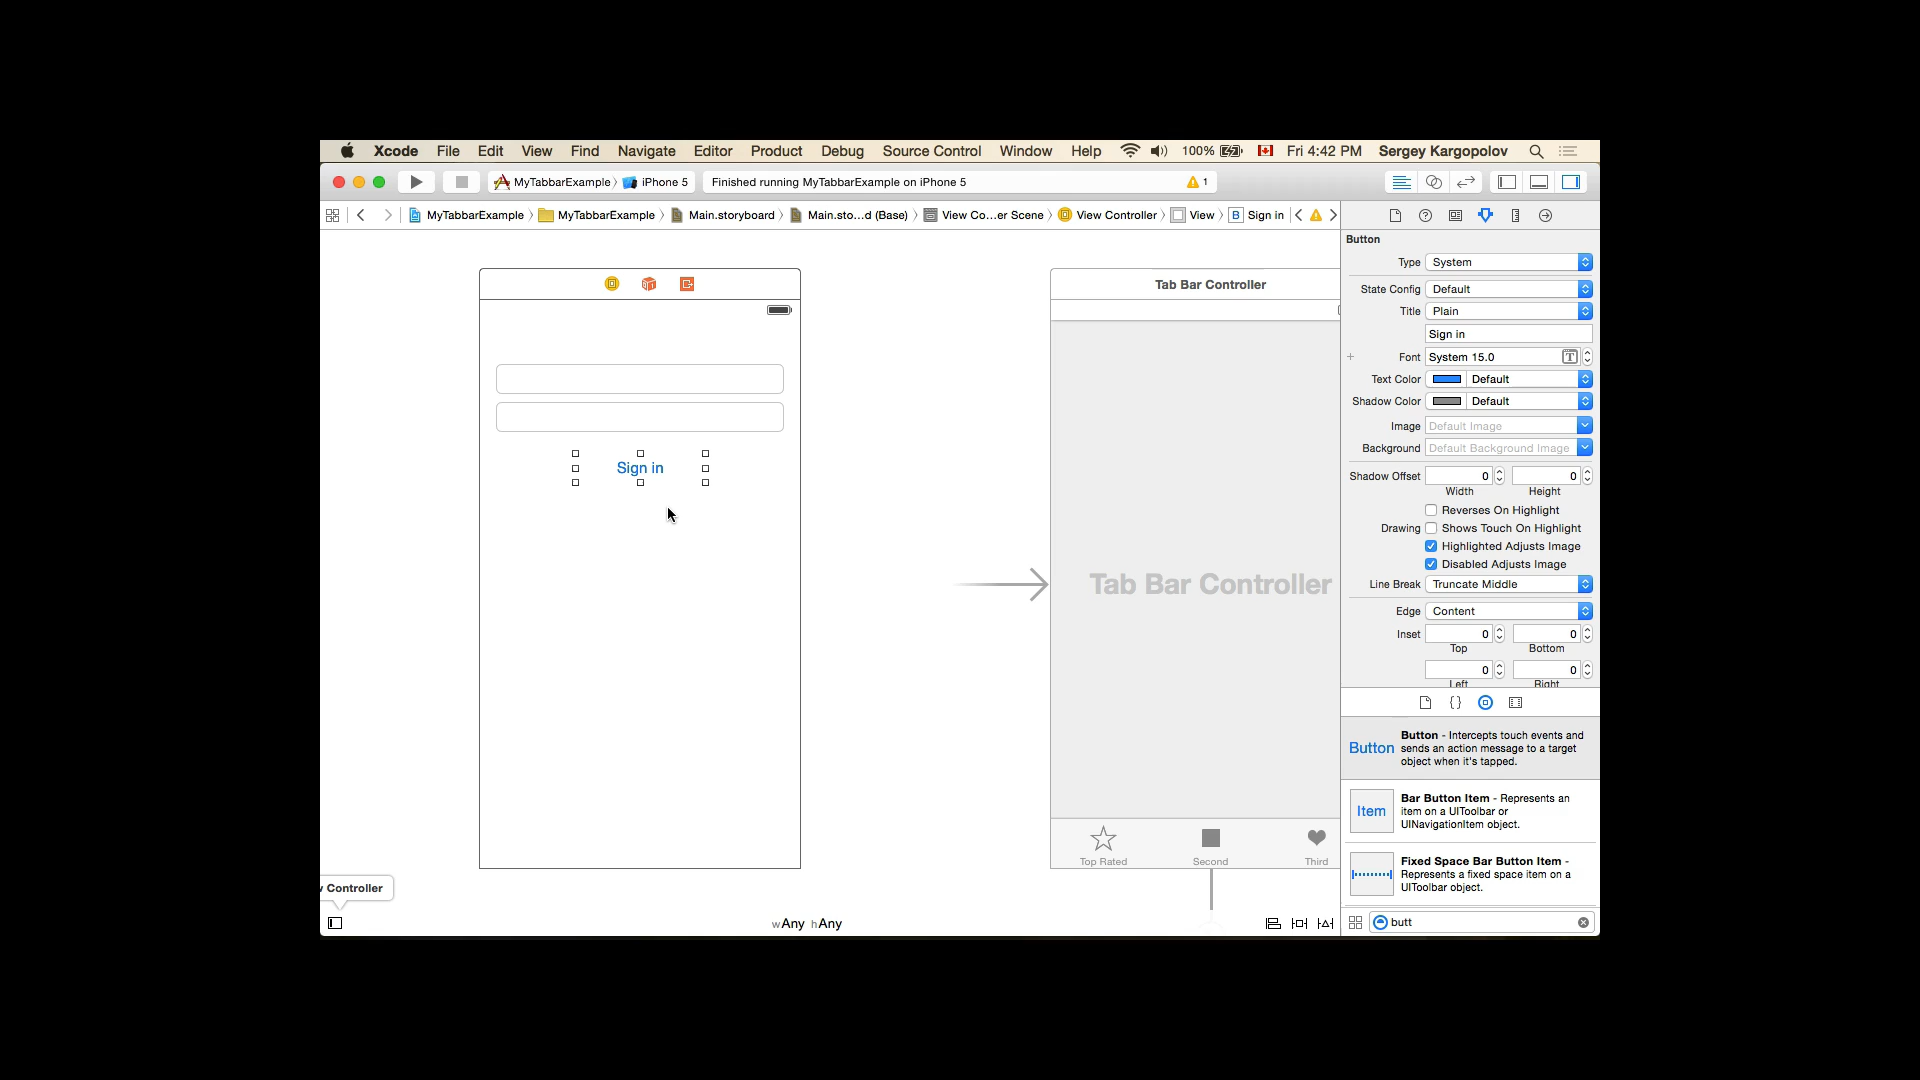 Xcode File Edit View Find Navigate Editor Product Debug Source Control Window Help 100% Fri 4:42 PM Sergey Kargopolov
MyTabbarExample iPhone 5 Finished running MyTabbarExample on iPhone 5 1
MyTabbarExample MyTabbarExample Main.storyboard Main.sto...d (Base) View Co...er Scene View Controller View B Sign in
Tab Bar Controller
Sign in
Tab Bar Controller
Top Rated Second Third
Controller
wAny hAny
Button
Type System
State Config Default
Title Plain
Sign in
Font System 15.0 T
Text Color Default
Shadow Color Default
Image Default Image
Background Default Background Image
Shadow Offset 0 0
Width Height
Reverses On Highlight
Drawing Shows Touch On Highlight
Highlighted Adjusts Image
Disabled Adjusts Image
Line Break Truncate Middle
Edge Content
Inset 0 0
Top Bottom
0 0
Left Right
{}
Button Button - Intercepts touch events and
sends an action message to a target
object when it's tapped.
Item Bar Button Item - Represents an
item on a UIToolbar or
UINavigationItem object.
Fixed Space Bar Button Item -
Represents a fixed space item on a
UIToolbar object.
butt